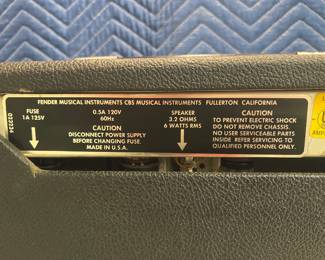 FENDER MUSICAL INSTRUMENTS CBS MUSICAL INSTRUMENTS FULLERTON, CALIFORNIA
FUSE
1A 125V
0.5A 120V
60Hz
CAUTION
DISCONNECT POWER SUPPLY
BEFORE CHANGING FUSE.
MADE IN U.S.A.
SPEAKER
3.2 OHMS
6 WATTS RMS
CAUTION
TO PREVENT ELECTRIC SHOCK
DO NOT REMOVE CHASSIS.
NO USER SERVICEABLE PARTS
INSIDE REFER SERVICING TO
QUALIFIED PERSONNEL ONLY.